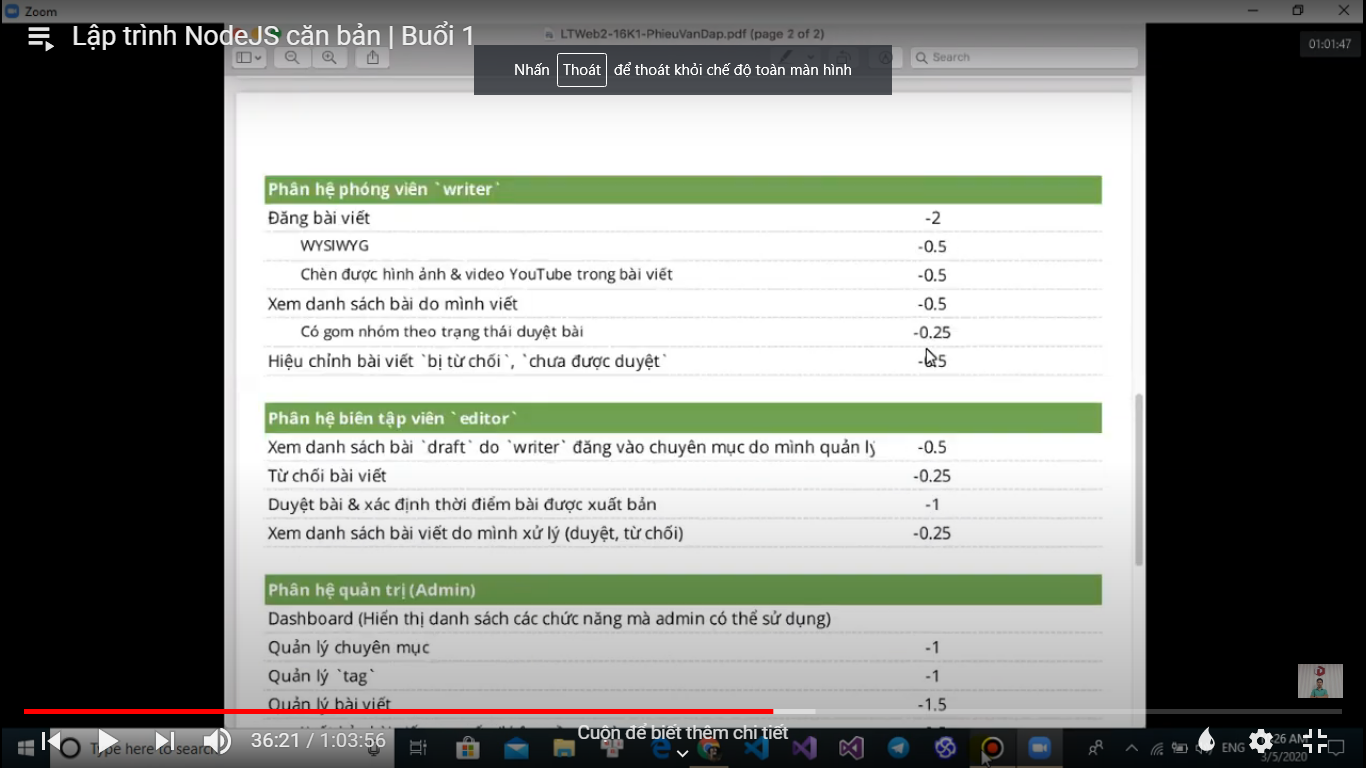 Zoom
Lập trình NodeJS căn bản | Buổi 1
LTWeb2-16K1-PhieuVanDap.pdf (page 2 of 2)
01:01:47
Search
Nhấn Thoát để thoát khỏi chế độ toàn màn hình
Phân hệ phóng viên `writer`
Đăng bài viết -2
WYSIWYG -0.5
Chèn được hình ảnh & video YouTube trong bài viết -0.5
Xem danh sách bài do mình viết -0.5
Có gom nhóm theo trạng thái duyệt bài -0.25
Hiệu chỉnh bài viết `bị từ chối`, `chưa được duyệt`
Phân hệ biên tập viên `editor`
Xem danh sách bài `draft` do `writer` đăng vào chuyên mục do mình quản lý -0.5
Từ chối bài viết -0.25
Duyệt bài & xác định thời điểm bài được xuất bản -1
Xem danh sách bài viết do mình xử lý (duyệt, từ chối) -0.25
Phân hệ quản trị (Admin)
Dashboard (Hiển thị danh sách các chức năng mà admin có thể sử dụng)
Quản lý chuyên mục -1
Quản lý `tag` -1
Quản lý bài viết -1.5
Cuộn để biết thêm chi tiết
Type here to search
36:21 / 1:03:56
ENG
:26 AM
3/5/2020